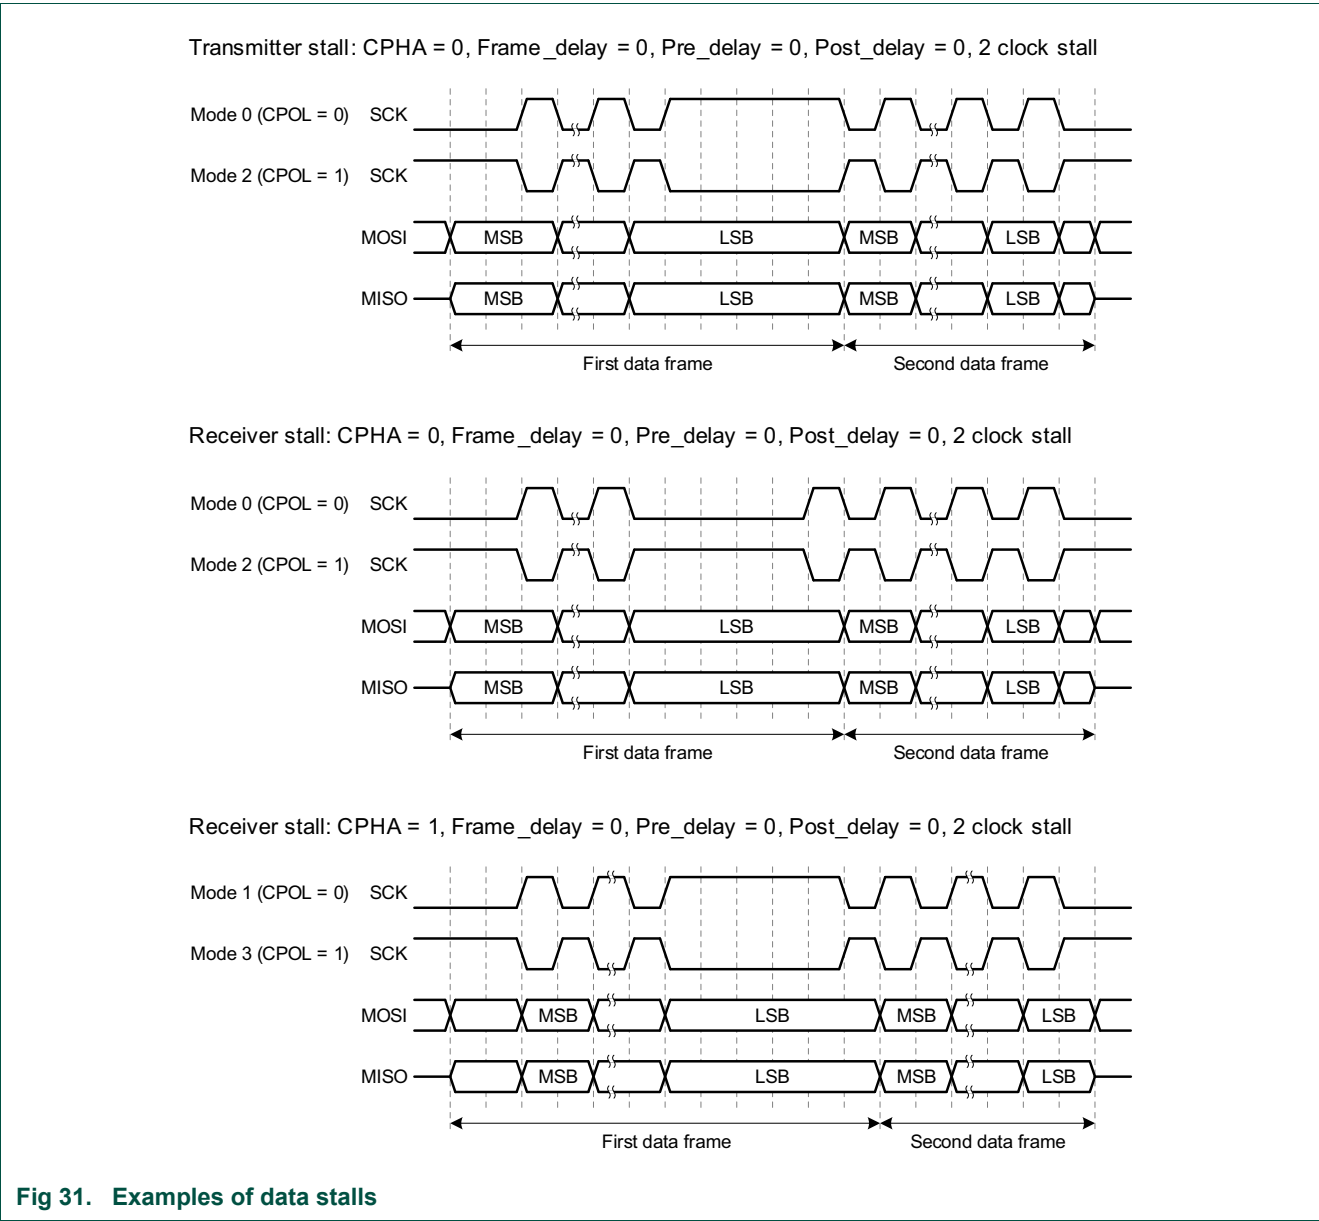 Transmitter stall: CPHA = 0, Frame_delay = 0, Pre_delay = 0, Post_delay = 0, 2 clock stall
Mode 0 (CPOL = 0) SCK
Mode 2 (CPOL = 1) SCK
MOSI MSB LSB MSB LSB
MISO MSB LSB MSB LSB
First data frame Second data frame
Receiver stall: CPHA = 0, Frame_delay = 0, Pre_delay = 0, Post_delay = 0, 2 clock stall
Mode 0 (CPOL = 0) SCK
Mode 2 (CPOL = 1) SCK
MOSI MSB LSB MSB LSB
MISO MSB LSB MSB LSB
First data frame Second data frame
Receiver stall: CPHA = 1, Frame_delay = 0, Pre_delay = 0, Post_delay = 0, 2 clock stall
Mode 1 (CPOL = 0) SCK
Mode 3 (CPOL = 1) SCK
MOSI MSB LSB MSB LSB
MISO MSB LSB MSB LSB
First data frame Second data frame
Fig 31. Examples of data stalls